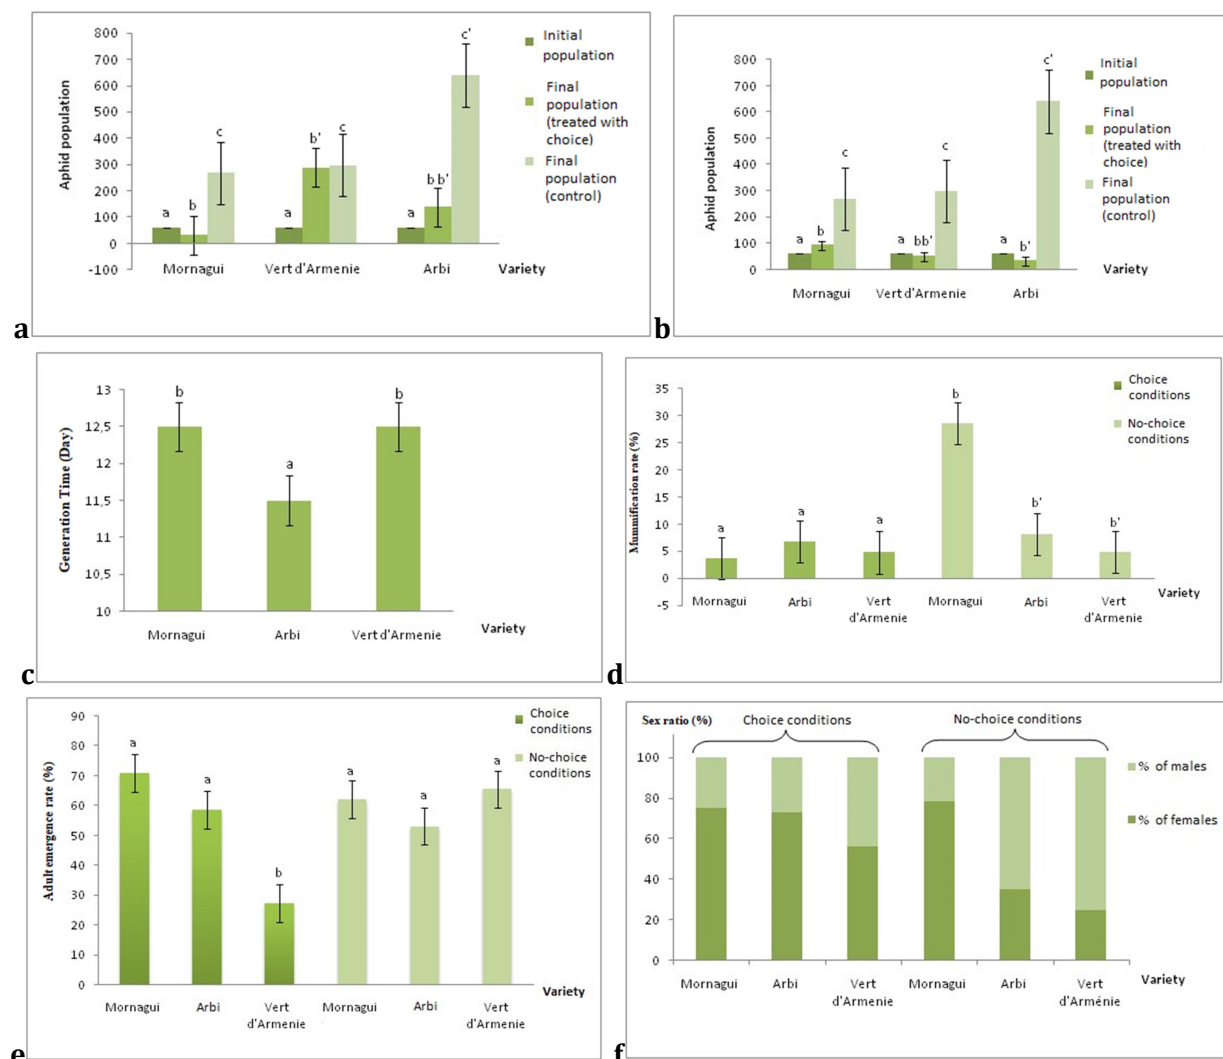 800
700
600
500
400
300
200
100
0
-100
Aphid population
a
b
c
a
b'
c
a
b b'
c'
Mornagui
Vert d'Armenie
Arbi
Variety
Initial
population
Final
population
(treated with
choice)
Final
population
(control)
a
800
700
600
500
400
300
200
100
0
Aphid population
a
b
c
a
bb'
c
a
b'
c'
Mornagui
Vert d'Armenie
Arbi
Variety
Initial
population
Final
population
(treated with
choice)
Final
population
(control)
b
13
12,5
12
11,5
11
10,5
10
Generation Time (Day)
b
a
b
Mornagui
Arbi
Vert d'Armenie
Variety
c
35
30
25
20
15
10
5
0
-5
Mummification rate (%)
a
a
a
b
b'
b'
Mornagui
Arbi
Vert
d'Armenie
Mornagui
Arbi
Vert
d'Armenie
Variety
Choice
conditions
No-choice
conditions
d
90
80
70
60
50
40
30
20
10
0
Adult emergence rate (%)
a
a
b
a
a
a
Mornagui
Arbi
Vert
d'Armenie
Mornagui
Arbi
Vert
d'Armenie
Variety
Choice
conditions
No-choice
conditions
e
Sex ratio (%)
Choice conditions
No-choice conditions
100
80
60
40
20
0
Mornagui
Arbi
Vert
d'Armenie
Mornagui
Arbi
Vert
d'Arménie
Variety
% of males
% of females
f